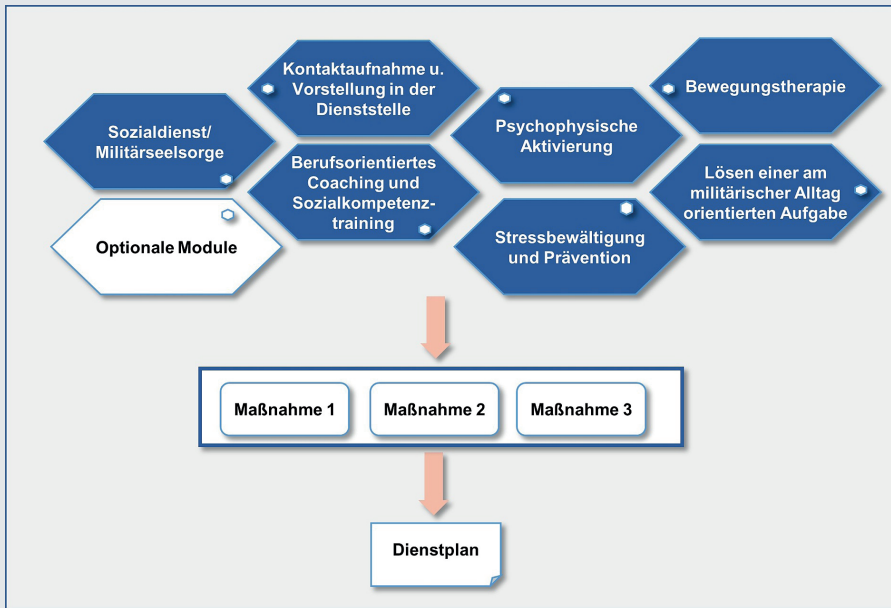 Sozialdienst/
Militärseelsorge
Optionale Module
Kontaktaufnahme u.
Vorstellung in der
Dienststelle
Berufsorientiertes
Coaching und
Sozialkompetenz-
training
Psychophysische
Aktivierung
Stressbewältigung
und Prävention
Bewegungstherapie
Lösen einer am
militärischer Alltag
orientierten Aufgabe
Maßnahme 1
Maßnahme 2
Maßnahme 3
Dienstplan